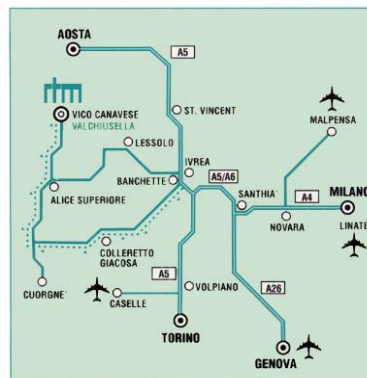 AOSTA
A5
rtm
MALPENSA
ST. VINCENT
VICO CANAVESE
VALCHIUSELLA
LESSOLO
IVREA
A5/A6
BANCHETTE
SANTHIA'
MILANO
ALICE SUPERIORE
A4
NOVARA
LINATE
COLLERETTO
GIACOSA
A5
VOLPIANO
A26
CUORGNE'
CASELLE
TORINO
GENOVA